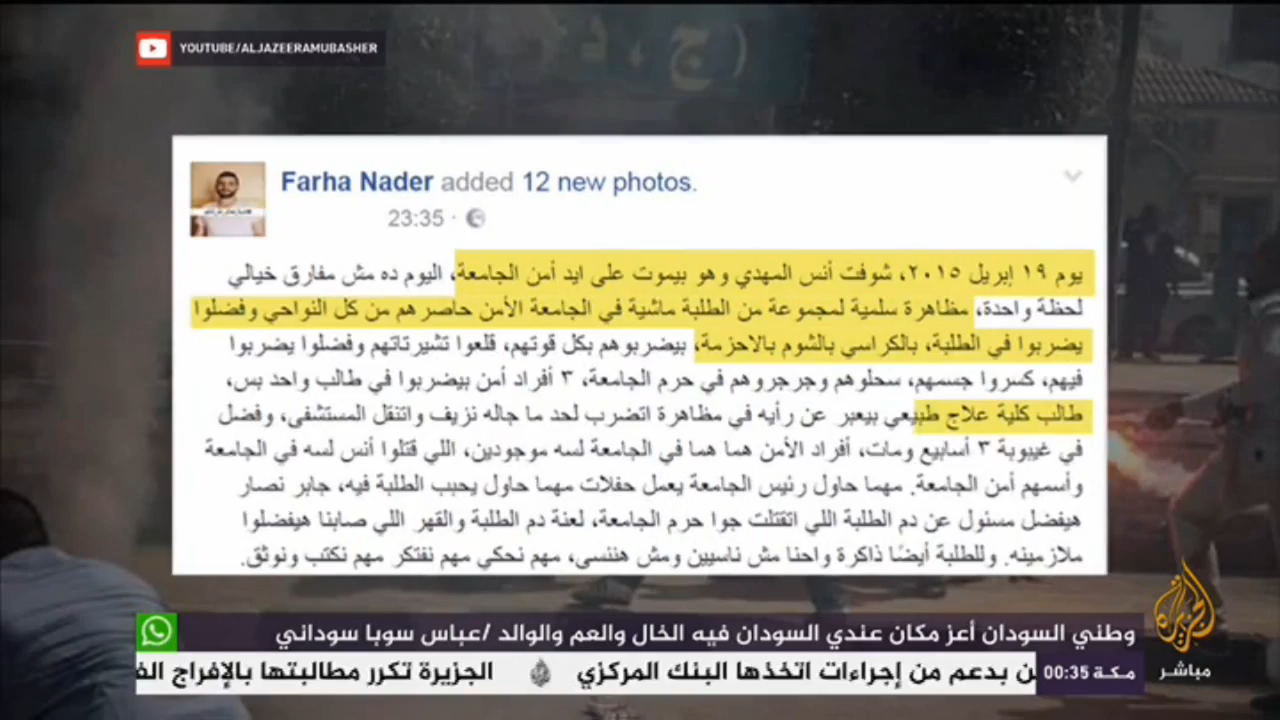 (ج.د
YOUTUBE/ALJAZEERAMUBASHER
Farha Nader added 12 new photos.
23:35 ·
يوم ١٩ إبريل ٢٠١٥، شوفت أنس المهدي وهو بيموت على ايد أمن الجامعة، اليوم ده مش مفارق خيالي
لحظة واحدة، مظاهرة سلمية لمجموعة من الطلبة ماشية في الجامعة الأمن حاصرهم من كل النواحي وفضلوا
يضربوا في الطلبة، بالكراسي بالشوم بالاحزمة، بيضربوهم بكل قوتهم، قلعوا تشيرتاتهم وفضلوا يضربوا
فيهم، كسروا جسمهم، سحلوهم وجرجروهم في حرم الجامعة، ٣ أفراد أمن بيضربوا في طالب واحد بس،
طالب كلية علاج طبيعي بيعبر عن رأيه في مظاهرة اتضرب لحد ما جاله نزيف واتنقل المستشفى، وفضل
في غيبوبة ٣ أسابيع ومات، أفراد الأمن هما هما في الجامعة لسه موجودين، اللي قتلوا أنس لسه في الجامعة
وأسمهم أمن الجامعة. مهما حاول رئيس الجامعة يعمل حفلات مهما حاول يحبب الطلبة فيه، جابر نصار
هيفضل مسئول عن دم الطلبة اللي اتقتلت جوا حرم الجامعة، لعنة دم الطلبة والقهر اللي صابنا هيفضلوا
ملازمينه. وللطلبة أيضًا ذاكرة واحنا مش ناسيين ومش هننسى، مهم نحكي مهم نفتكر مهم نكتب ونوثق.
وطني السودان أعز مكان عندي السودان فيه الخال والعم والوالد /عباس سوبا سوداني
مكة 00:35
ن بدعم من إجراءات اتخذها البنك المركزي الجزيرة تكرر مطالبتها بالإفراج الف
الجزيرة
مباشر